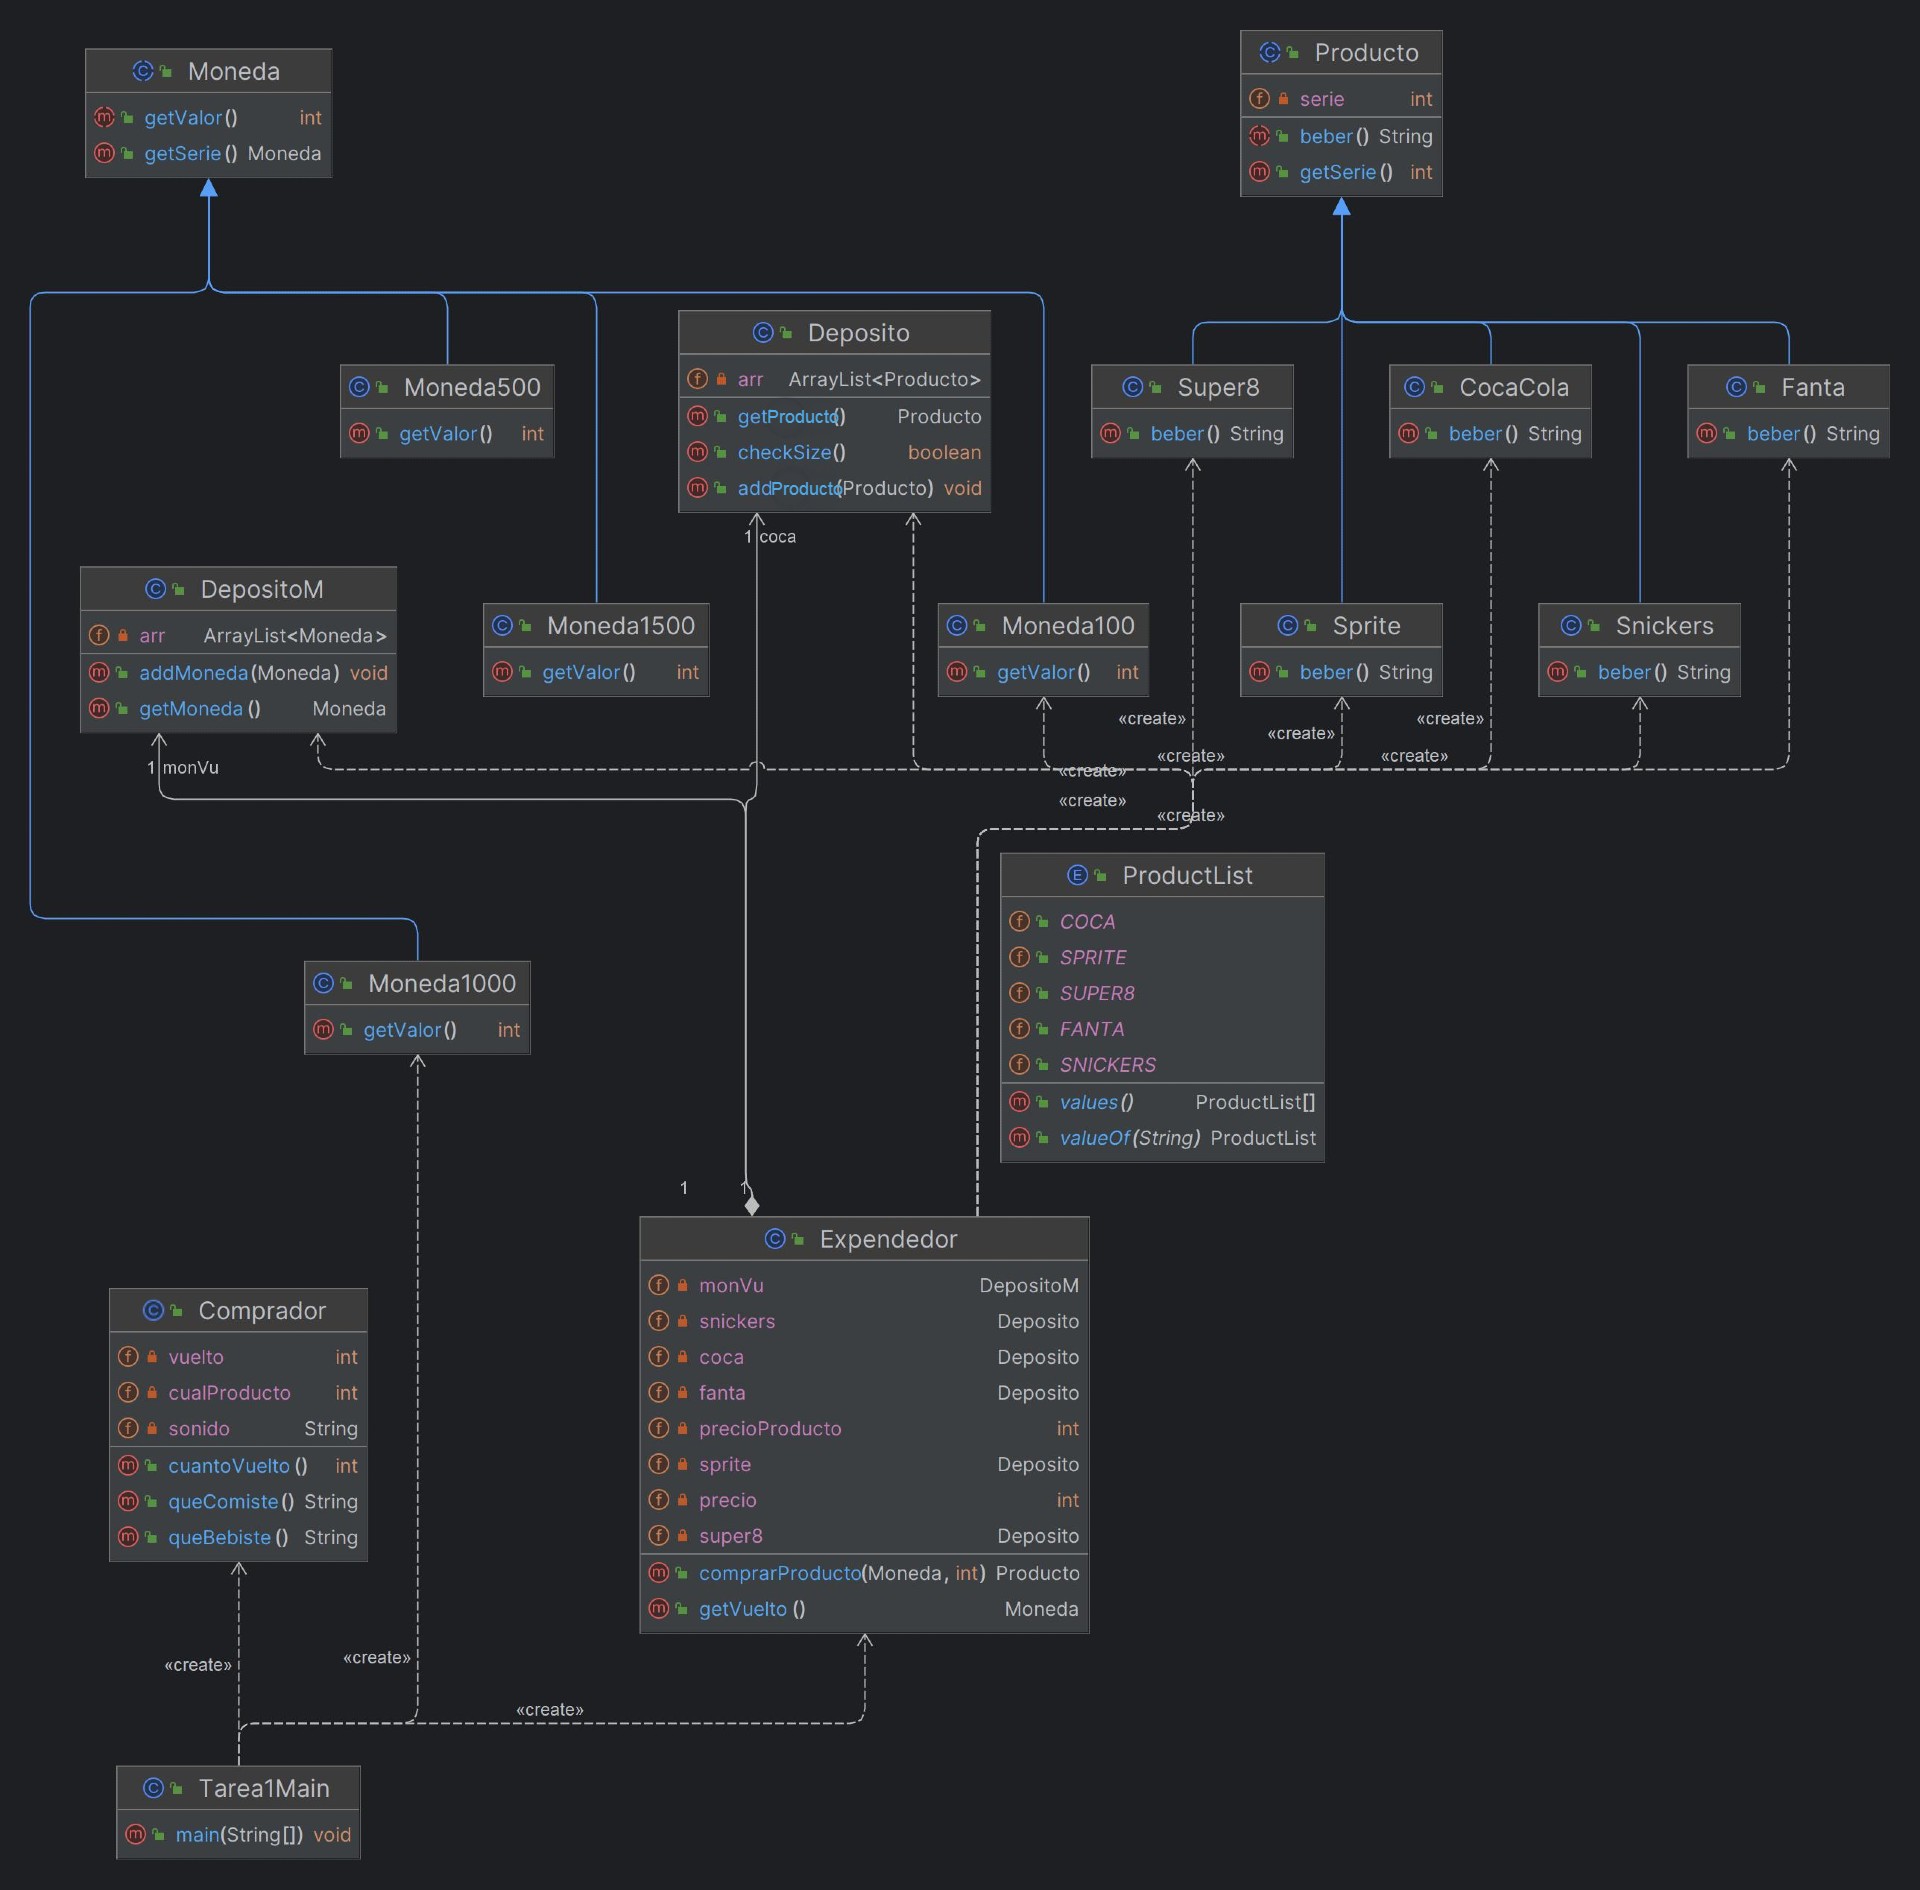 Moneda
getValor() int
getSerie() Moneda
Producto
serie int
beber() String
getSerie() int
Moneda500
getValor() int
Deposito
arr ArrayList<Producto>
getProducto() Producto
checkSize() boolean
addProducto(Producto) void
1 coca
Super8
beber() String
CocaCola
beber() String
Fanta
beber() String
DepositoM
arr ArrayList<Moneda>
addMoneda(Moneda) void
getMoneda() Moneda
1 monVu
Moneda1500
getValor() int
Moneda100
getValor() int
Sprite
beber() String
Snickers
beber() String
«create»
«create»
«create»
«create»
«create»
«create»
«create»
«create»
ProductList
COCA
SPRITE
SUPER8
FANTA
SNICKERS
values() ProductList[]
valueOf(String) ProductList
Moneda1000
getValor() int
1 1
Expendedor
monVu DepositoM
snickers Deposito
coca Deposito
fanta Deposito
precioProducto int
sprite Deposito
precio int
super8 Deposito
comprarProducto(Moneda, int) Producto
getVuelto() Moneda
Comprador
vuelto int
cualProducto int
sonido String
cuantoVuelto() int
queComiste() String
queBebiste() String
«create»
«create»
«create»
Tarea1Main
main(String[]) void